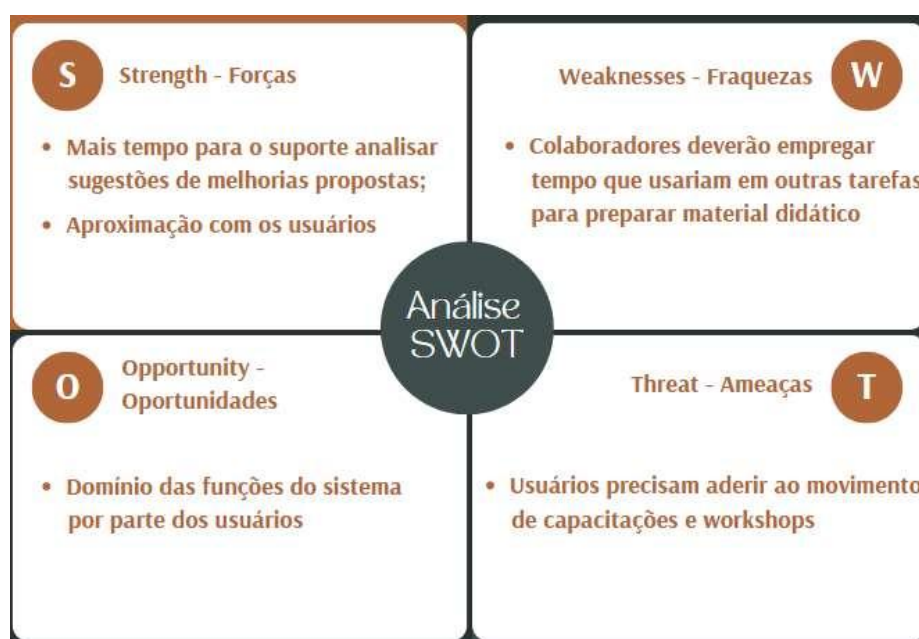 S
Strength - Forças
• Mais tempo para o suporte analisar
sugestões de melhorias propostas;
• Aproximação com os usuários
Weaknesses - Fraquezas
W
• Colaboradores deverão empregar
tempo que usariam em outras tarefas
para preparar material didático
Análise
SWOT
O
Opportunity -
Oportunidades
• Domínio das funções do sistema
por parte dos usuários
Threat - Ameaças
T
• Usuários precisam aderir ao movimento
de capacitações e workshops